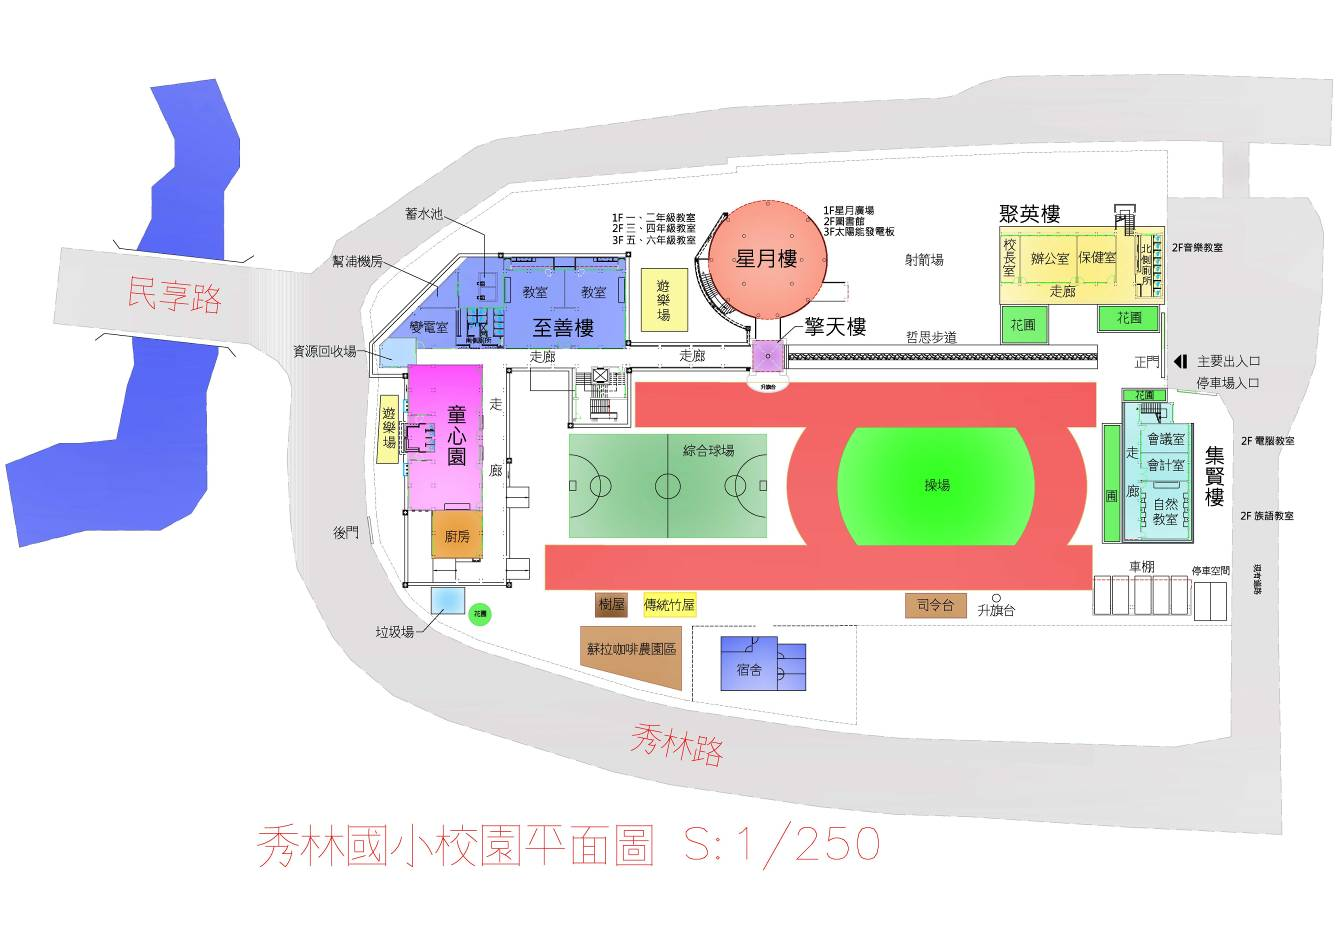 蓄水池
幫浦機房
變電室
資源回收場
民享路
教室
教室
至善樓
走廊
1F 一、二年級教室
2F 三、四年級教室
3F 五、六年級教室
遊樂場
走廊
星月樓
1F星月廣場
2F圖書館
3F太陽能發電板
擎天樓
升旗台
射箭場
哲思步道
聚英樓
校長室
辦公室
保健室
北側廁所
走廊
2F音樂教室
花圃
花圃
正門
主要出入口
停車場入口
花圃
走廊
會議室
會計室
自然教室
圃
集賢樓
2F 電腦教室
2F 族語教室
現有道路
遊樂場
童心園
走廊
廚房
後門
垃圾場
花圃
綜合球場
操場
樹屋
傳統竹屋
蘇拉咖啡農園區
宿舍
司令台
升旗台
車棚
停車空間
秀林路
秀林國小校園平面圖 S:1/250